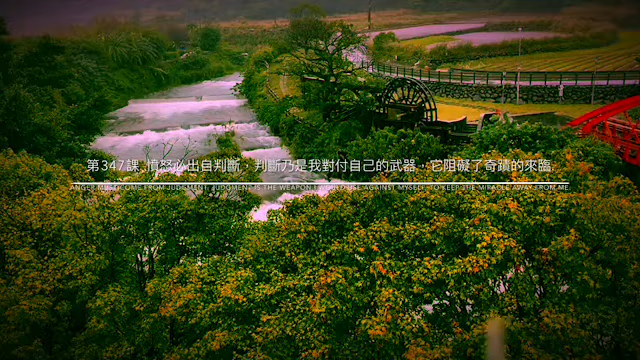 第347課 憤怒必出自判斷，判斷乃是我對付自己的武器，它阻礙了奇蹟的來臨
ANGER MUST COME FROM JUDGMENT. JUDGMENT IS THE WEAPON I WOULD USE AGAINST MYSELF, TO KEEP THE MIRACLE AWAY FROM ME.